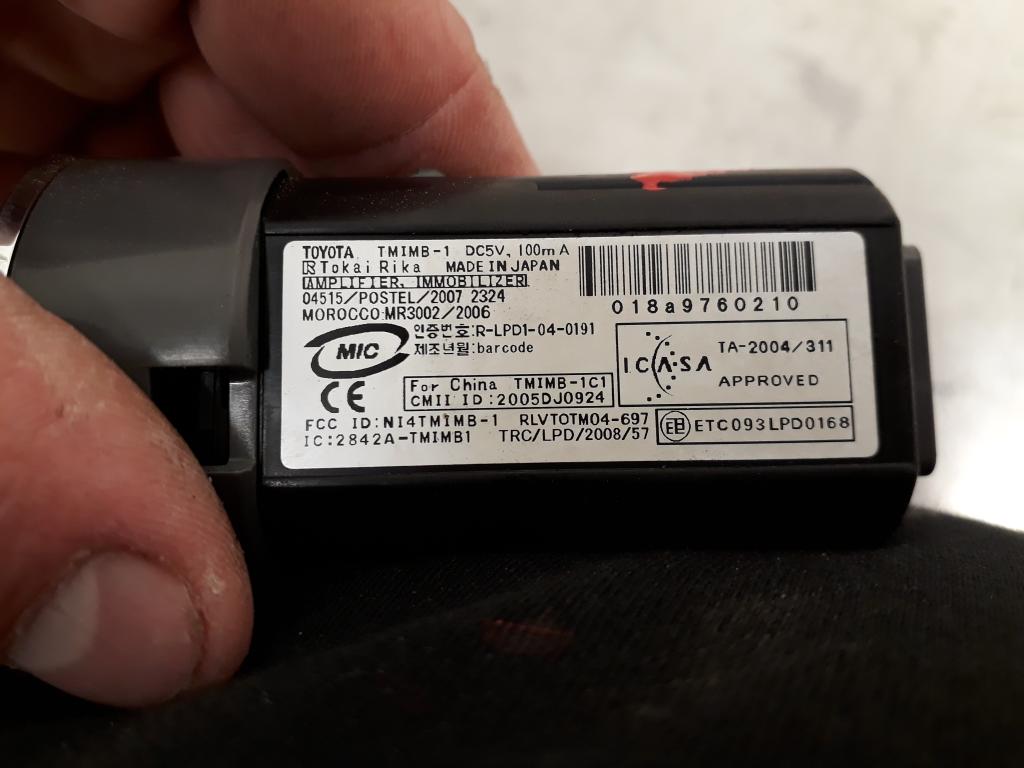 TOYOTA TMIMB-1 DC5V, 100mA
Tokai Rika MADE IN JAPAN
AMPLIFIER, IMMOBILIZER
04515/POSTEL/2007 2324
MOROCCO:MR3002/2006
018a9760210
MIC
인증번호:R-LPD1-04-0191
제조년월:barcode
CE
For China TMIMB-1C1
CMII ID:2005DJ0924
ICASA
TA-2004/311
APPROVED
FCC ID:NI4TMIMB-1 RLVTOTM04-697
IC:2842A-TMIMB1 TRC/LPD/2008/57
ETC093LPD0168